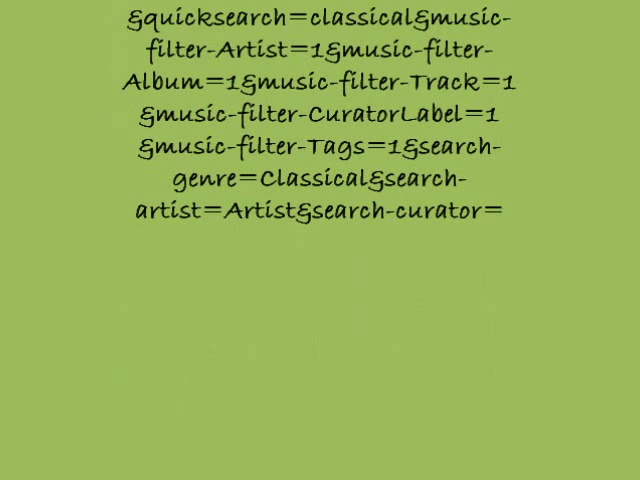 &quicksearch=classical&music-
filter-Artist=1&music-filter-
Album=1&music-filter-Track=1
&music-filter-CuratorLabel=1
&music-filter-Tags=1&search-
genre=Classical&search-
artist=Artist&search-curator=